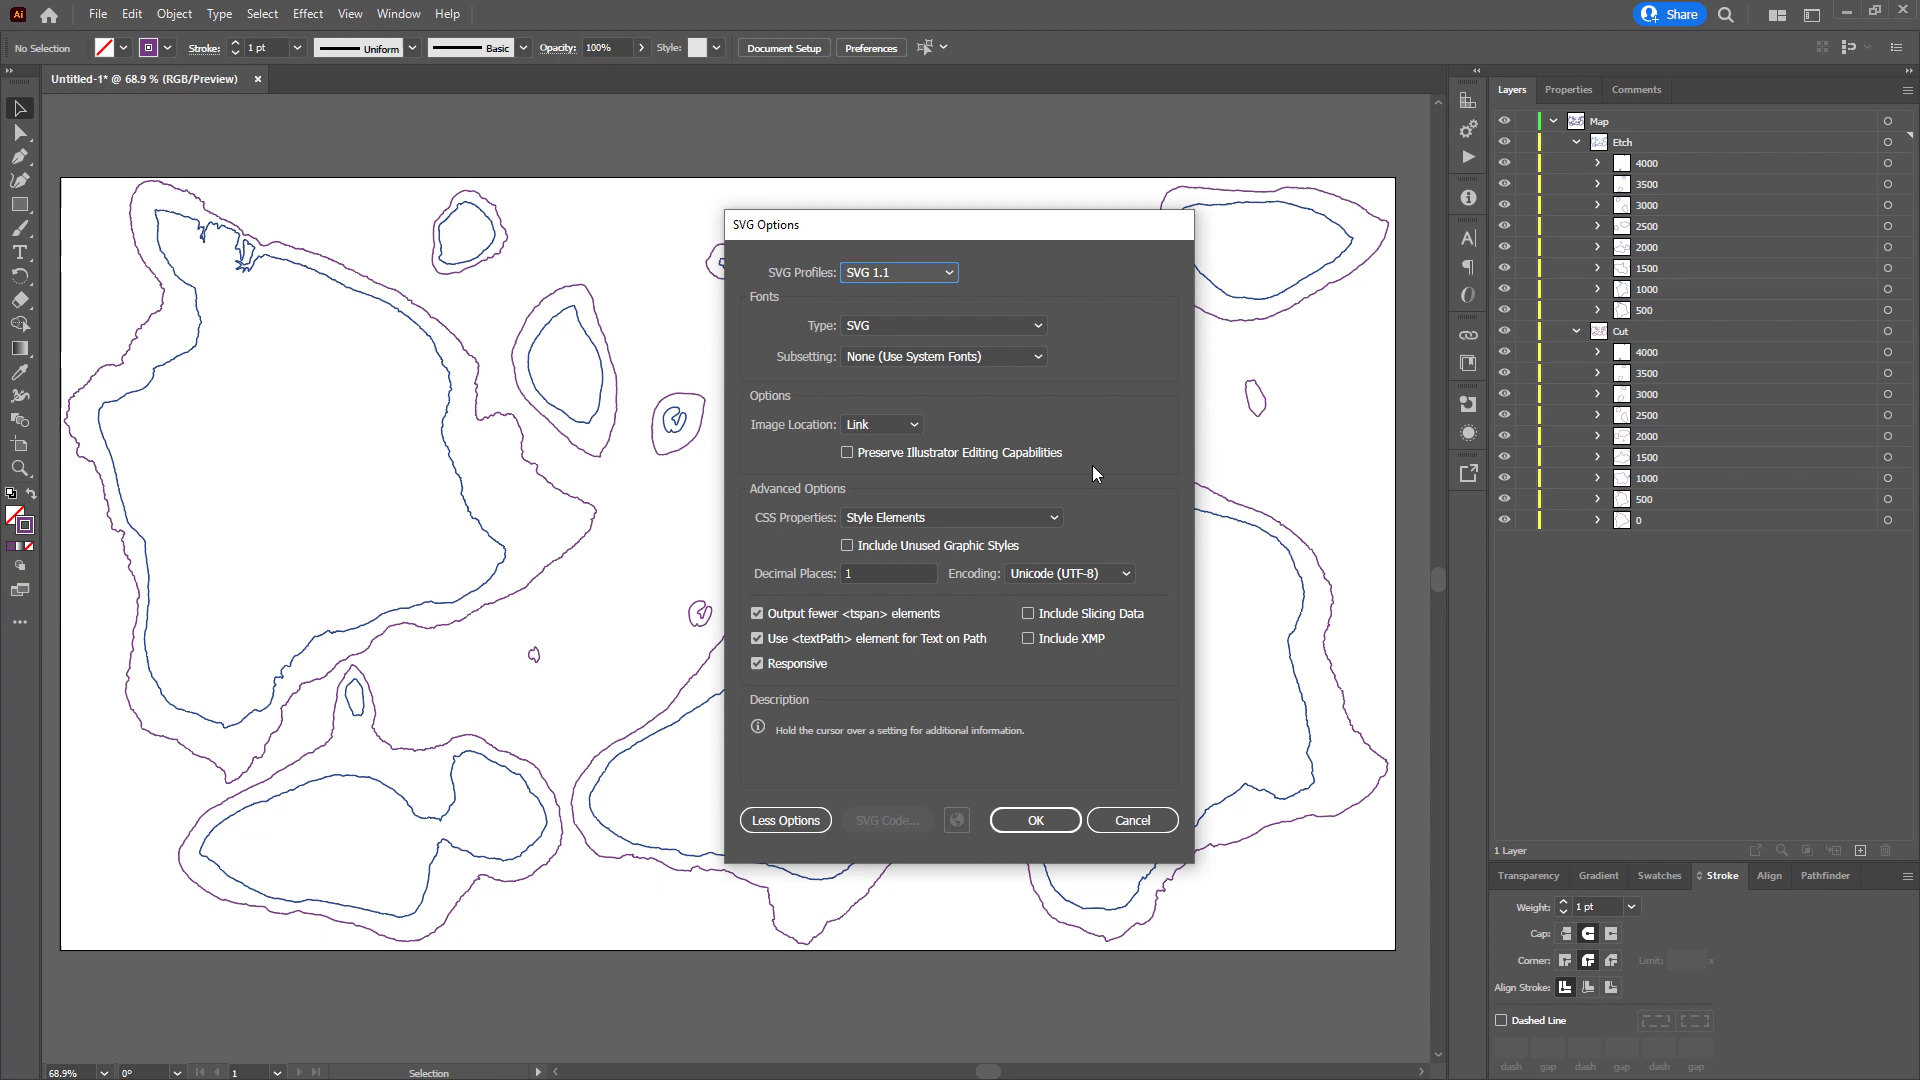 Ai File Edit Object Type Select Effect View Window Help Share
No Selection Stroke: 1 pt Uniform Basic Opacity: 100% Style: Document Setup Preferences
Untitled-1* @ 68.9 % (RGB/Preview) ×
SVG Options
SVG Profiles: SVG 1.1
Fonts
Type: SVG
Subsetting: None (Use System Fonts)
Options
Image Location: Link
Preserve Illustrator Editing Capabilities
Advanced Options
CSS Properties: Style Elements
Include Unused Graphic Styles
Decimal Places: 1 Encoding: Unicode (UTF-8)
Output fewer <tspan> elements Include Slicing Data
Use <textPath> element for Text on Path Include XMP
Responsive
Description
Hold the cursor over a setting for additional information.
Less Options SVG Code... OK Cancel
Layers Properties Comments
Map
Etch
4000
3500
3000
2500
2000
1500
1000
500
Cut
4000
3500
3000
2500
2000
1500
1000
500
0
1 Layer
Transparency Gradient Swatches Stroke Align Pathfinder
Weight: 1 pt
Cap:
Corner: Limit: x
Align Stroke:
Dashed Line
dash gap dash gap dash gap
68.9% 0° 1 Selection